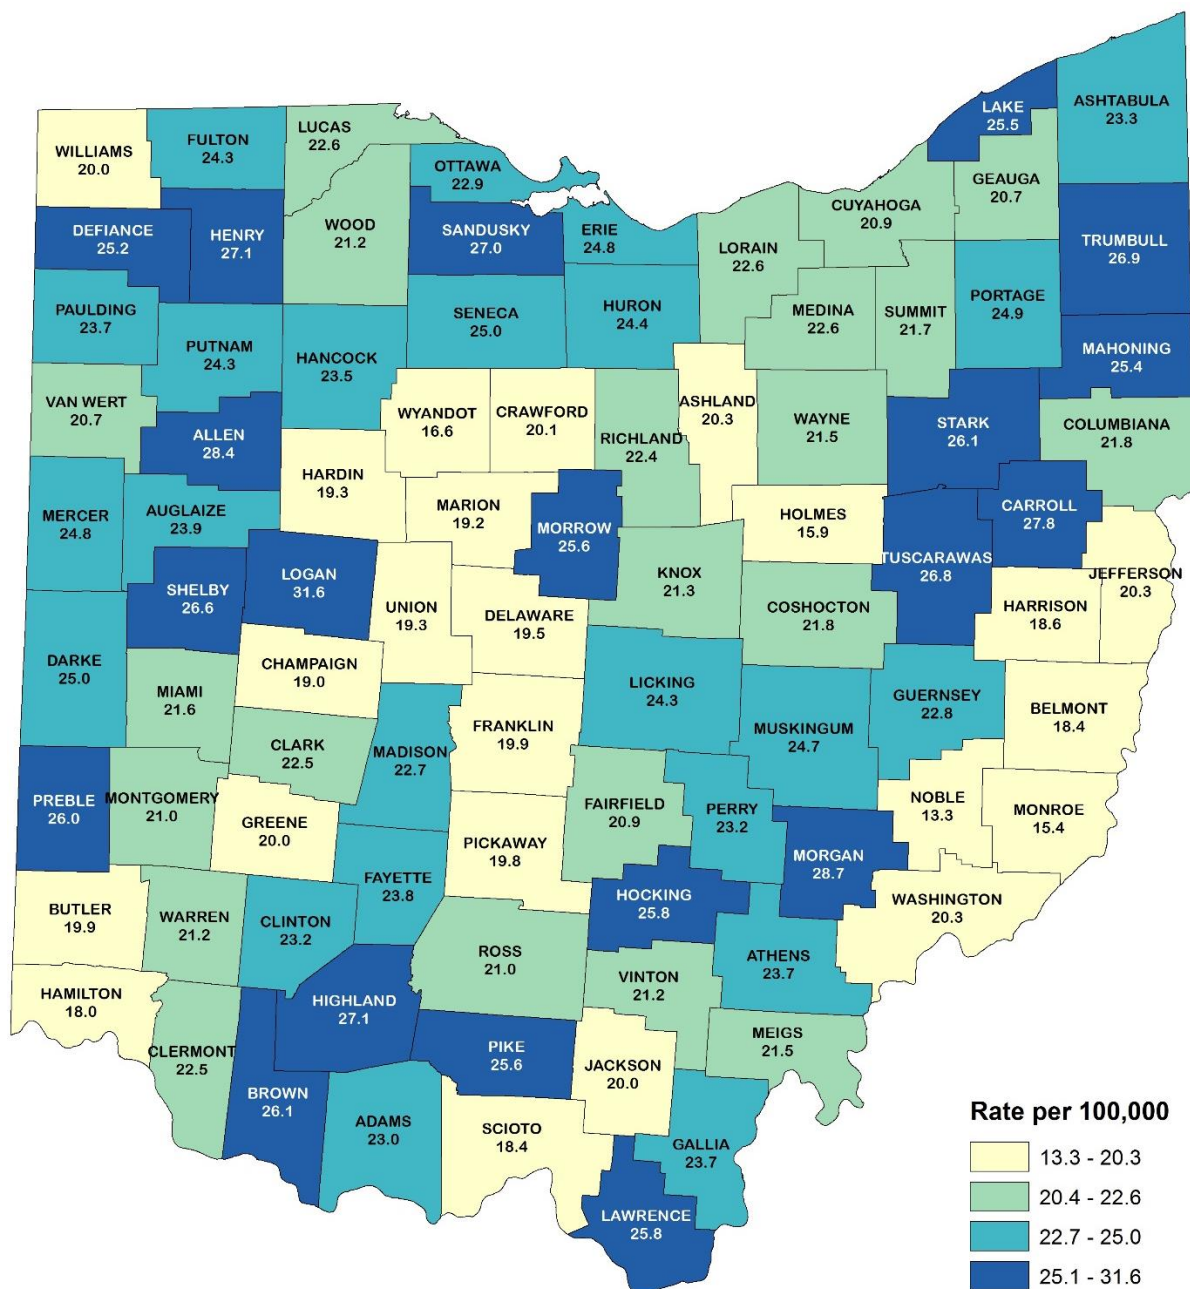 LAKE
25.5
ASHTABULA
23.3
WILLIAMS
20.0
FULTON
24.3
LUCAS
22.6
OTTAWA
22.9
GEAUGA
20.7
CUYAHOGA
20.9
DEFIANCE
25.2
HENRY
27.1
WOOD
21.2
SANDUSKY
27.0
ERIE
24.8
LORAIN
22.6
TRUMBULL
26.9
PAULDING
23.7
PUTNAM
24.3
HANCOCK
23.5
SENECA
25.0
HURON
24.4
MEDINA
22.6
SUMMIT
21.7
PORTAGE
24.9
MAHONING
25.4
VAN WERT
20.7
ALLEN
28.4
WYANDOT
16.6
CRAWFORD
20.1
RICHLAND
22.4
ASHLAND
20.3
WAYNE
21.5
STARK
26.1
COLUMBIANA
21.8
HARDIN
19.3
MERCER
24.8
AUGLAIZE
23.9
MARION
19.2
MORROW
25.6
HOLMES
15.9
CARROLL
27.8
TUSCARAWAS
26.8
JEFFERSON
20.3
SHELBY
26.6
LOGAN
31.6
UNION
19.3
DELAWARE
19.5
KNOX
21.3
COSHOCTON
21.8
HARRISON
18.6
DARKE
25.0
CHAMPAIGN
19.0
MIAMI
21.6
LICKING
24.3
MUSKINGUM
24.7
GUERNSEY
22.8
BELMONT
18.4
CLARK
22.5
MADISON
22.7
FRANKLIN
19.9
PREBLE
26.0
MONTGOMERY
21.0
GREENE
20.0
FAIRFIELD
20.9
PERRY
23.2
NOBLE
13.3
MONROE
15.4
PICKAWAY
19.8
MORGAN
28.7
FAYETTE
23.8
HOCKING
25.8
WASHINGTON
20.3
BUTLER
19.9
WARREN
21.2
CLINTON
23.2
ROSS
21.0
ATHENS
23.7
VINTON
21.2
HAMILTON
18.0
HIGHLAND
27.1
CLERMONT
22.5
PIKE
25.6
JACKSON
20.0
MEIGS
21.5
BROWN
26.1
ADAMS
23.0
SCIOTO
18.4
GALLIA
23.7
LAWRENCE
25.8
Rate per 100,000
13.3 - 20.3
20.4 - 22.6
22.7 - 25.0
25.1 - 31.6